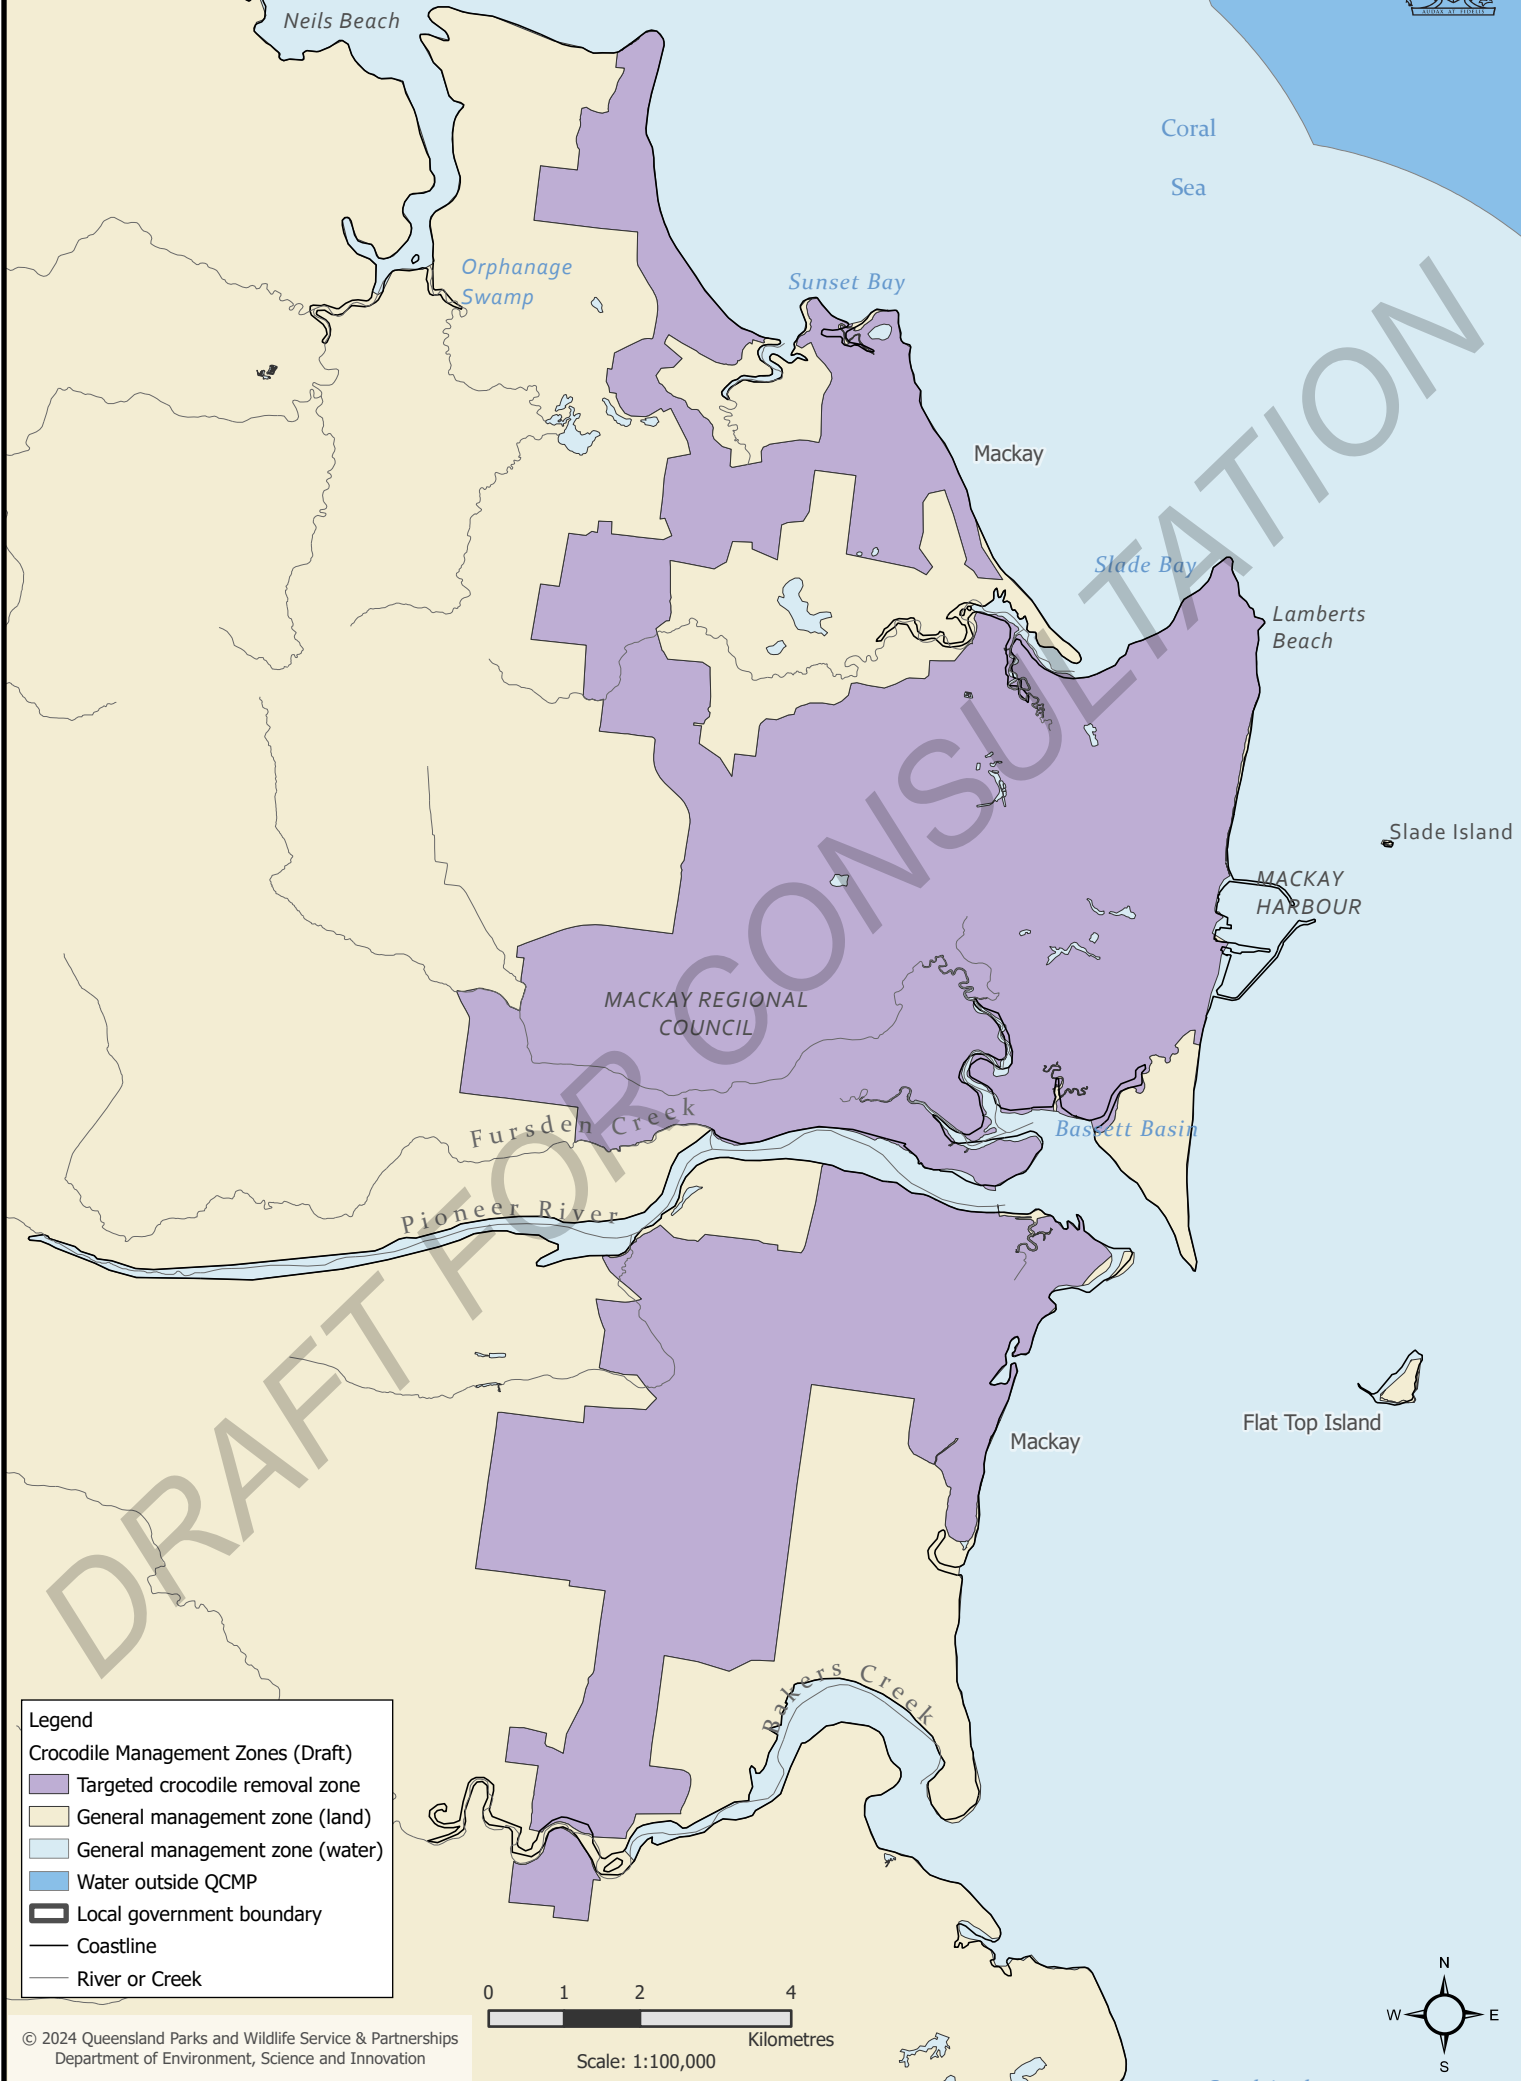 AUDAX AT FIDELIS
Neils Beach
Coral
Sea
Orphanage
Swamp
Sunset Bay
Mackay
Slade Bay
Lamberts
Beach
Slade Island
MACKAY
HARBOUR
MACKAY REGIONAL
COUNCIL
Fursden Creek
Bassett Basin
Pioneer River
Flat Top Island
Mackay
Bakers Creek
DRAFT FOR CONSULTATION
Legend
Crocodile Management Zones (Draft)
Targeted crocodile removal zone
General management zone (land)
General management zone (water)
Water outside QCMP
Local government boundary
Coastline
River or Creek
0 1 2 4
Kilometres
Scale: 1:100,000
© 2024 Queensland Parks and Wildlife Service & Partnerships
Department of Environment, Science and Innovation
N
W E
S